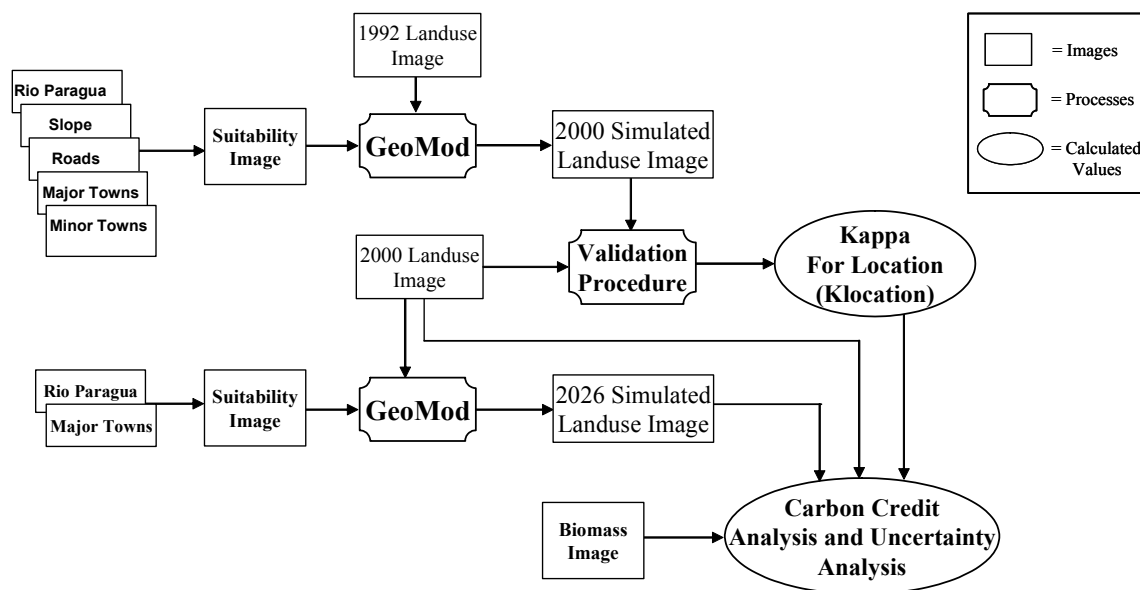 1992 Landuse
Image
= Images
= Processes
= Calculated
Values
Rio Paragua
Slope
Roads
Major Towns
Minor Towns
Suitability
Image
GeoMod
2000 Simulated
Landuse Image
2000 Landuse
Image
Validation
Procedure
Kappa
For Location
(Klocation)
Rio Paragua
Major Towns
Suitability
Image
GeoMod
2026 Simulated
Landuse Image
Biomass
Image
Carbon Credit
Analysis and Uncertainty
Analysis